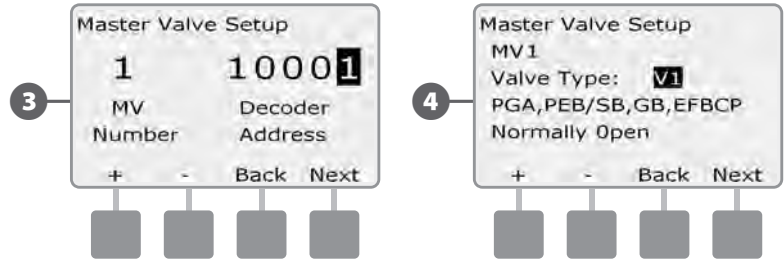 3
Master Valve Setup
1 10001
MV Decoder
Number Address
+ - Back Next
4
Master Valve Setup
MV1
Valve Type: V1
PGA,PEB/SB,GB,EFBCP
Normally Open
+ - Back Next